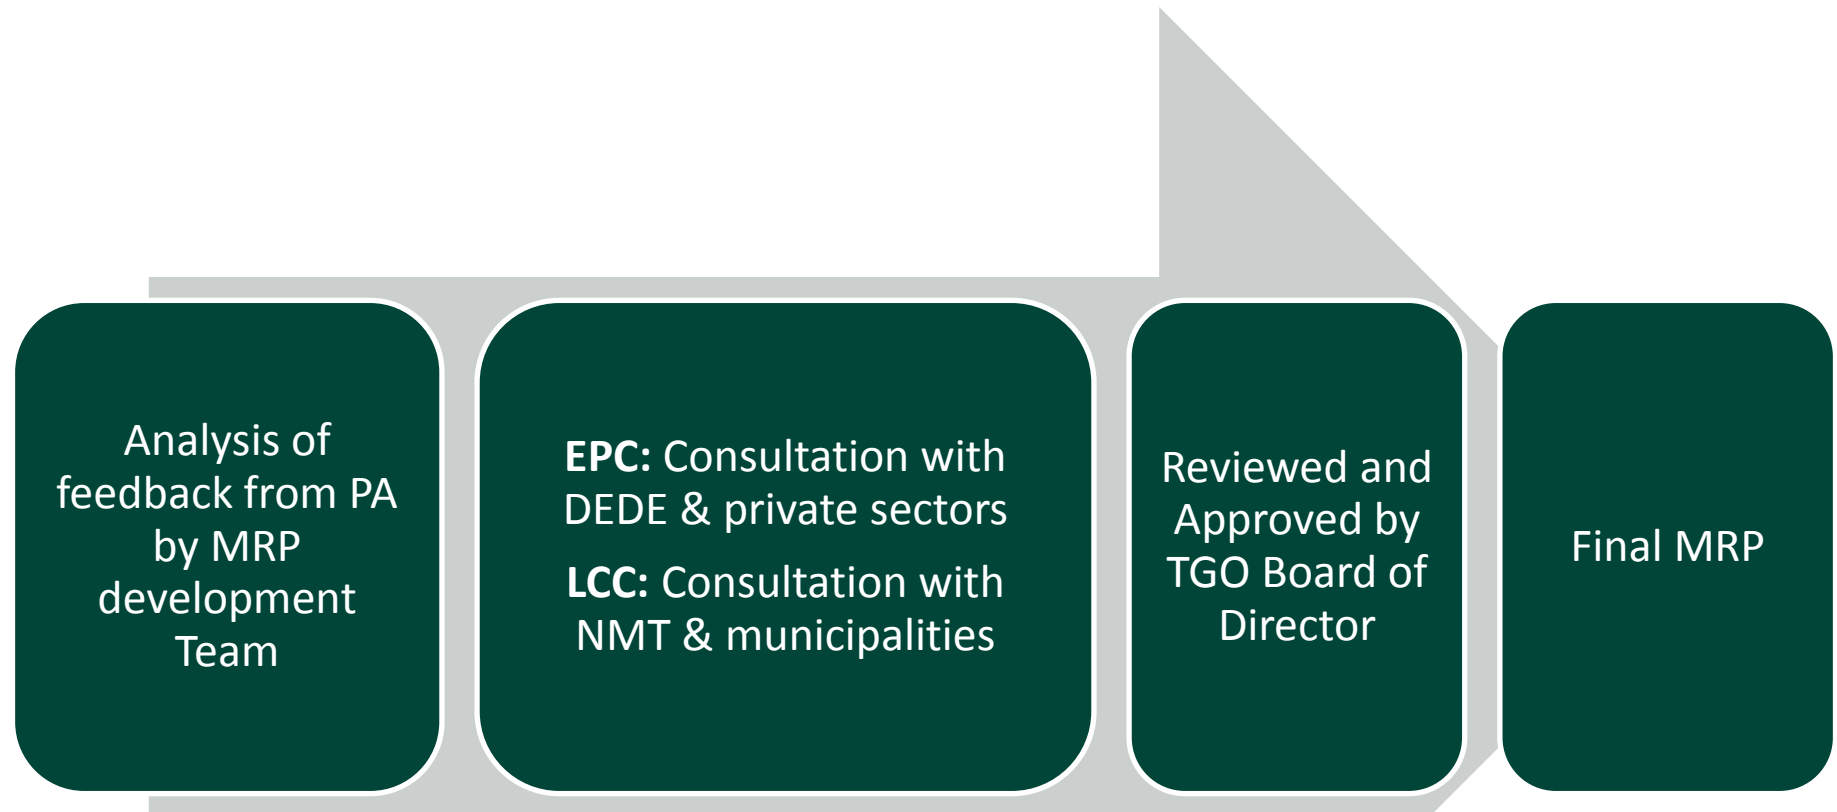 Analysis of
feedback from PA
by MRP
development
Team
EPC: Consultation with
DEDE & private sectors
LCC: Consultation with
NMT & municipalities
Reviewed and
Approved by
TGO Board of
Director
Final MRP